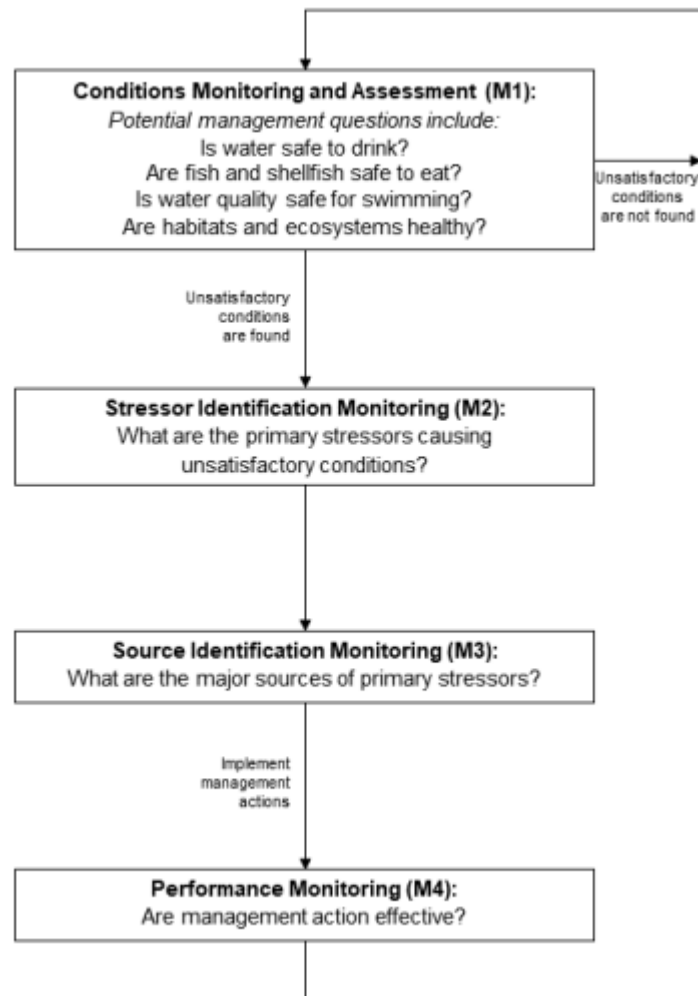 Conditions Monitoring and Assessment (M1):
Potential management questions include:
Is water safe to drink?
Are fish and shellfish safe to eat?
Is water quality safe for swimming?
Are habitats and ecosystems healthy?
Unsatisfactory
conditions
are not found
Unsatisfactory
conditions
are found
Stressor Identification Monitoring (M2):
What are the primary stressors causing
unsatisfactory conditions?
Source Identification Monitoring (M3):
What are the major sources of primary stressors?
Implement
management
actions
Performance Monitoring (M4):
Are management action effective?